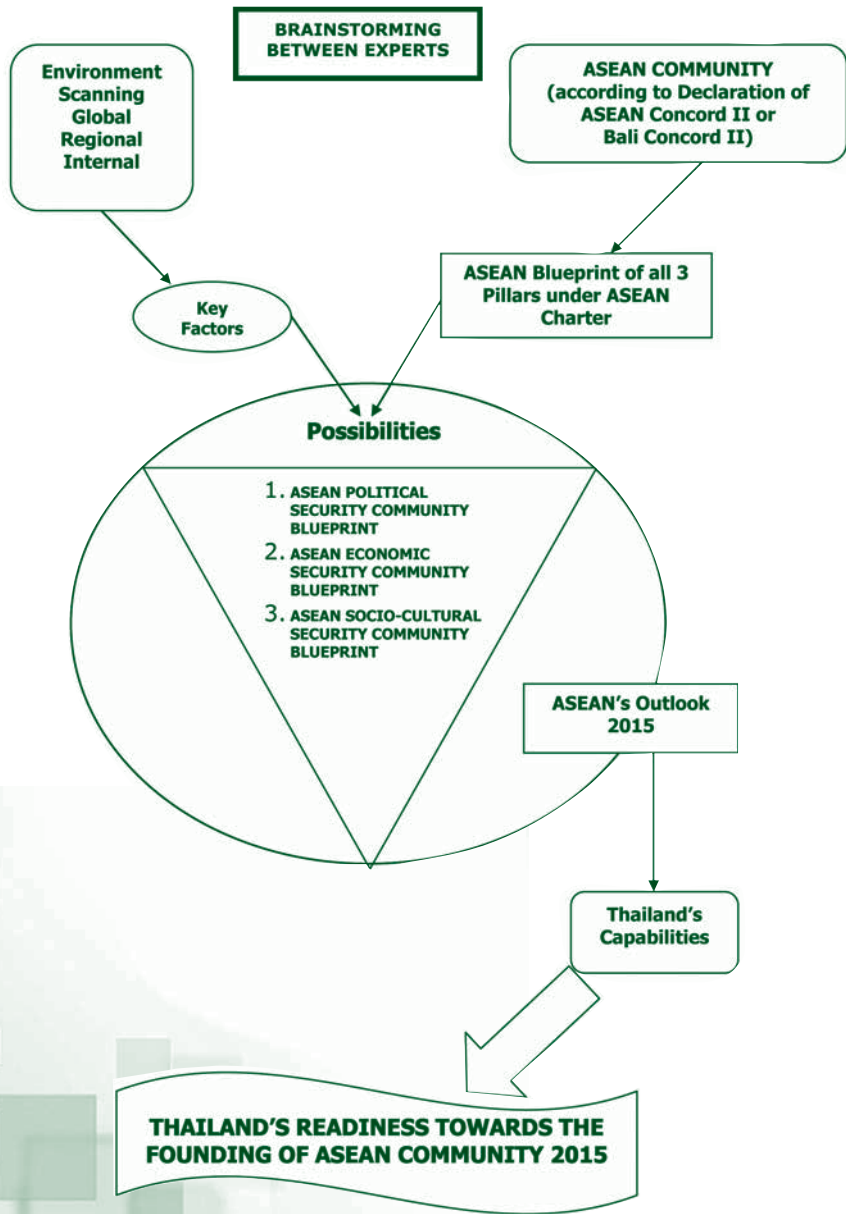 BRAINSTORMING
BETWEEN EXPERTS
Environment
Scanning
Global
Regional
Internal
ASEAN COMMUNITY
(according to Declaration of
ASEAN Concord II or
Bali Concord II)
ASEAN Blueprint of all 3
Pillars under ASEAN
Charter
Key
Factors
Possibilities
1. ASEAN POLITICAL
SECURITY COMMUNITY
BLUEPRINT
2. ASEAN ECONOMIC
SECURITY COMMUNITY
BLUEPRINT
3. ASEAN SOCIO-CULTURAL
SECURITY COMMUNITY
BLUEPRINT
ASEAN’s Outlook
2015
Thailand’s
Capabilities
THAILAND’S READINESS TOWARDS THE
FOUNDING OF ASEAN COMMUNITY 2015